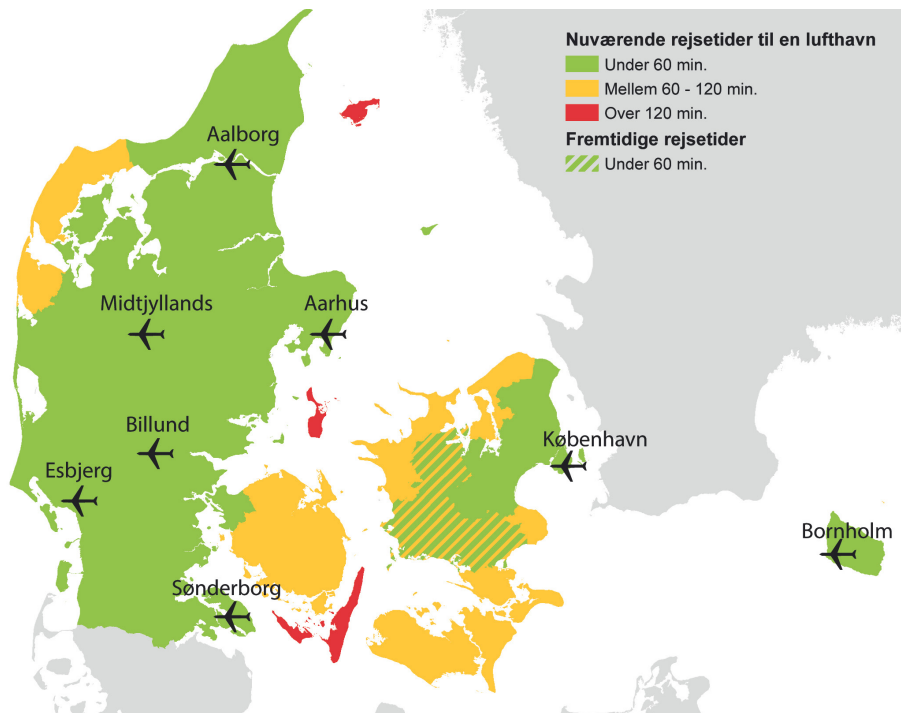 Nuværende rejsetider til en lufthavn
Under 60 min.
Mellem 60 - 120 min.
Over 120 min.
Fremtidige rejsetider
Under 60 min.
Aalborg
Midtjyllands
Aarhus
Billund
København
Esbjerg
Bornholm
Sønderborg